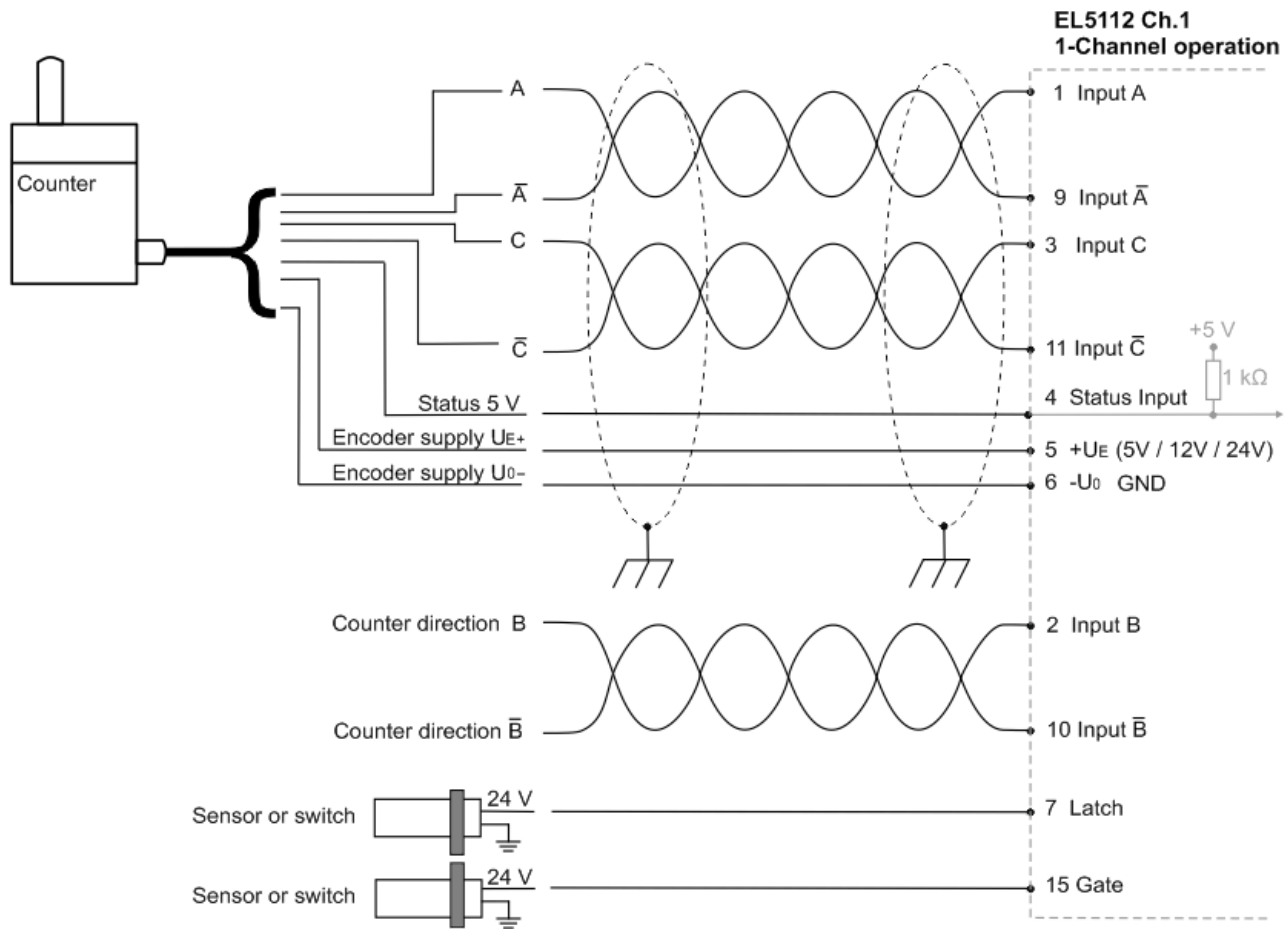 EL5112 Ch.1
1-Channel operation
A
1 Input A
Counter
A̅
9 Input A̅
C
3 Input C
C̅
11 Input C̅
+5 V
1 kΩ
Status 5 V
4 Status Input
Encoder supply UE+
5 +UE (5V / 12V / 24V)
Encoder supply U0–
6 -U0 GND
Counter direction B
2 Input B
Counter direction B̅
10 Input B̅
Sensor or switch
24 V
7 Latch
Sensor or switch
24 V
15 Gate